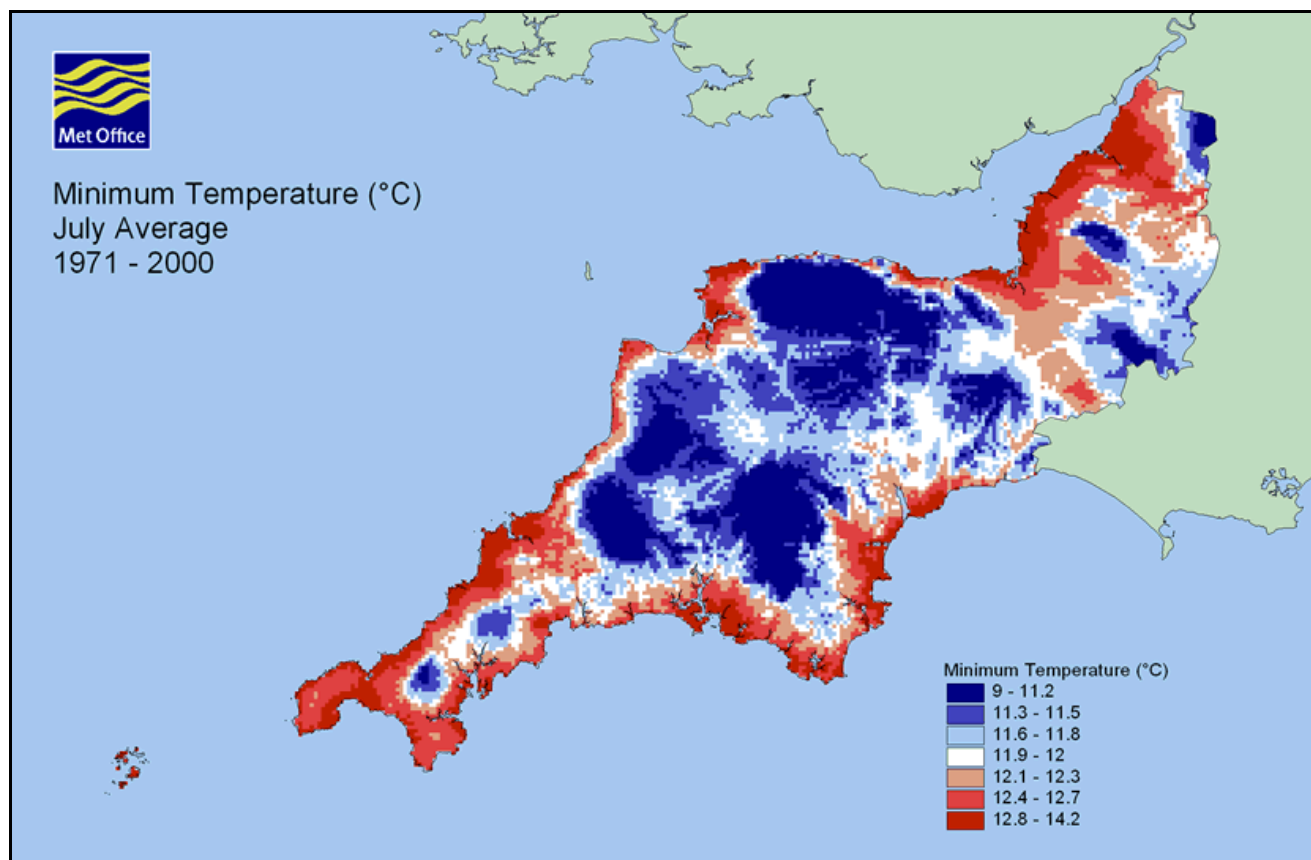 Met Office
Minimum Temperature (°C)
July Average
1971 - 2000
Minimum Temperature (°C)
9 - 11.2
11.3 - 11.5
11.6 - 11.8
11.9 - 12
12.1 - 12.3
12.4 - 12.7
12.8 - 14.2